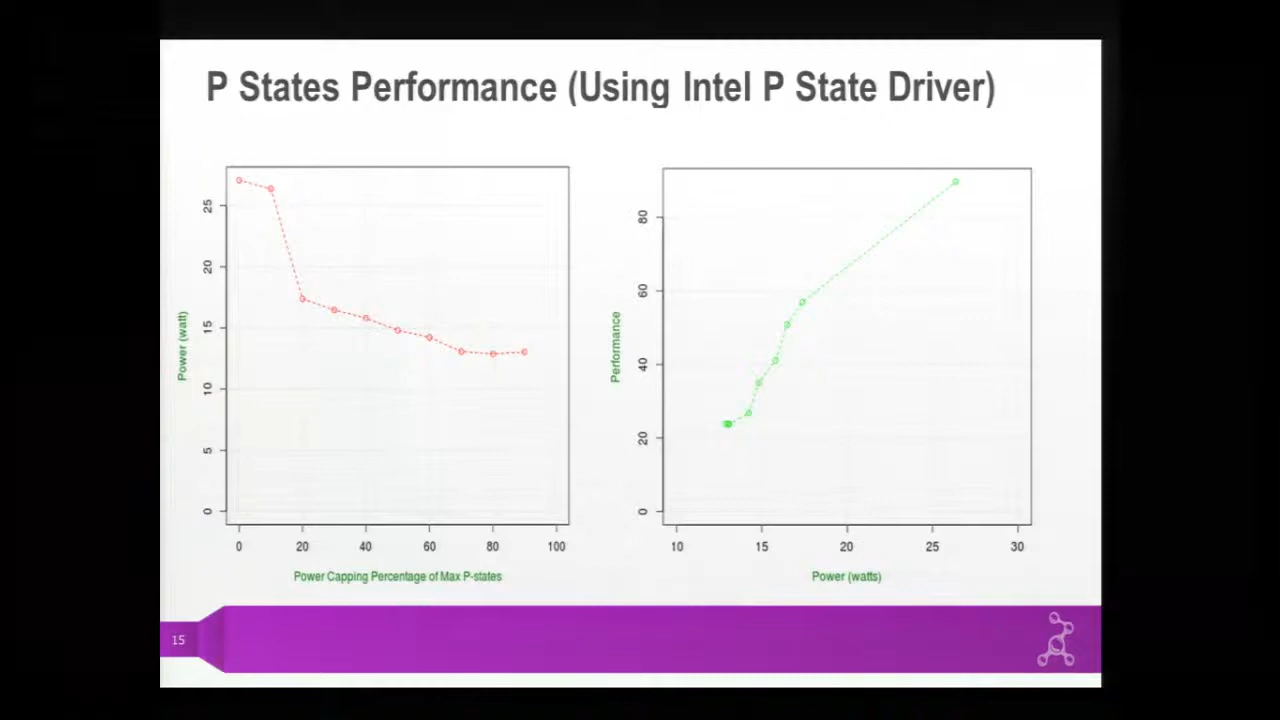 P States Performance (Using Intel P State Driver)
Power (watt)
25
20
15
10
5
0
0 20 40 60 80 100
Power Capping Percentage of Max P-states
Performance
80
60
40
20
0
10 15 20 25 30
Power (watts)
15